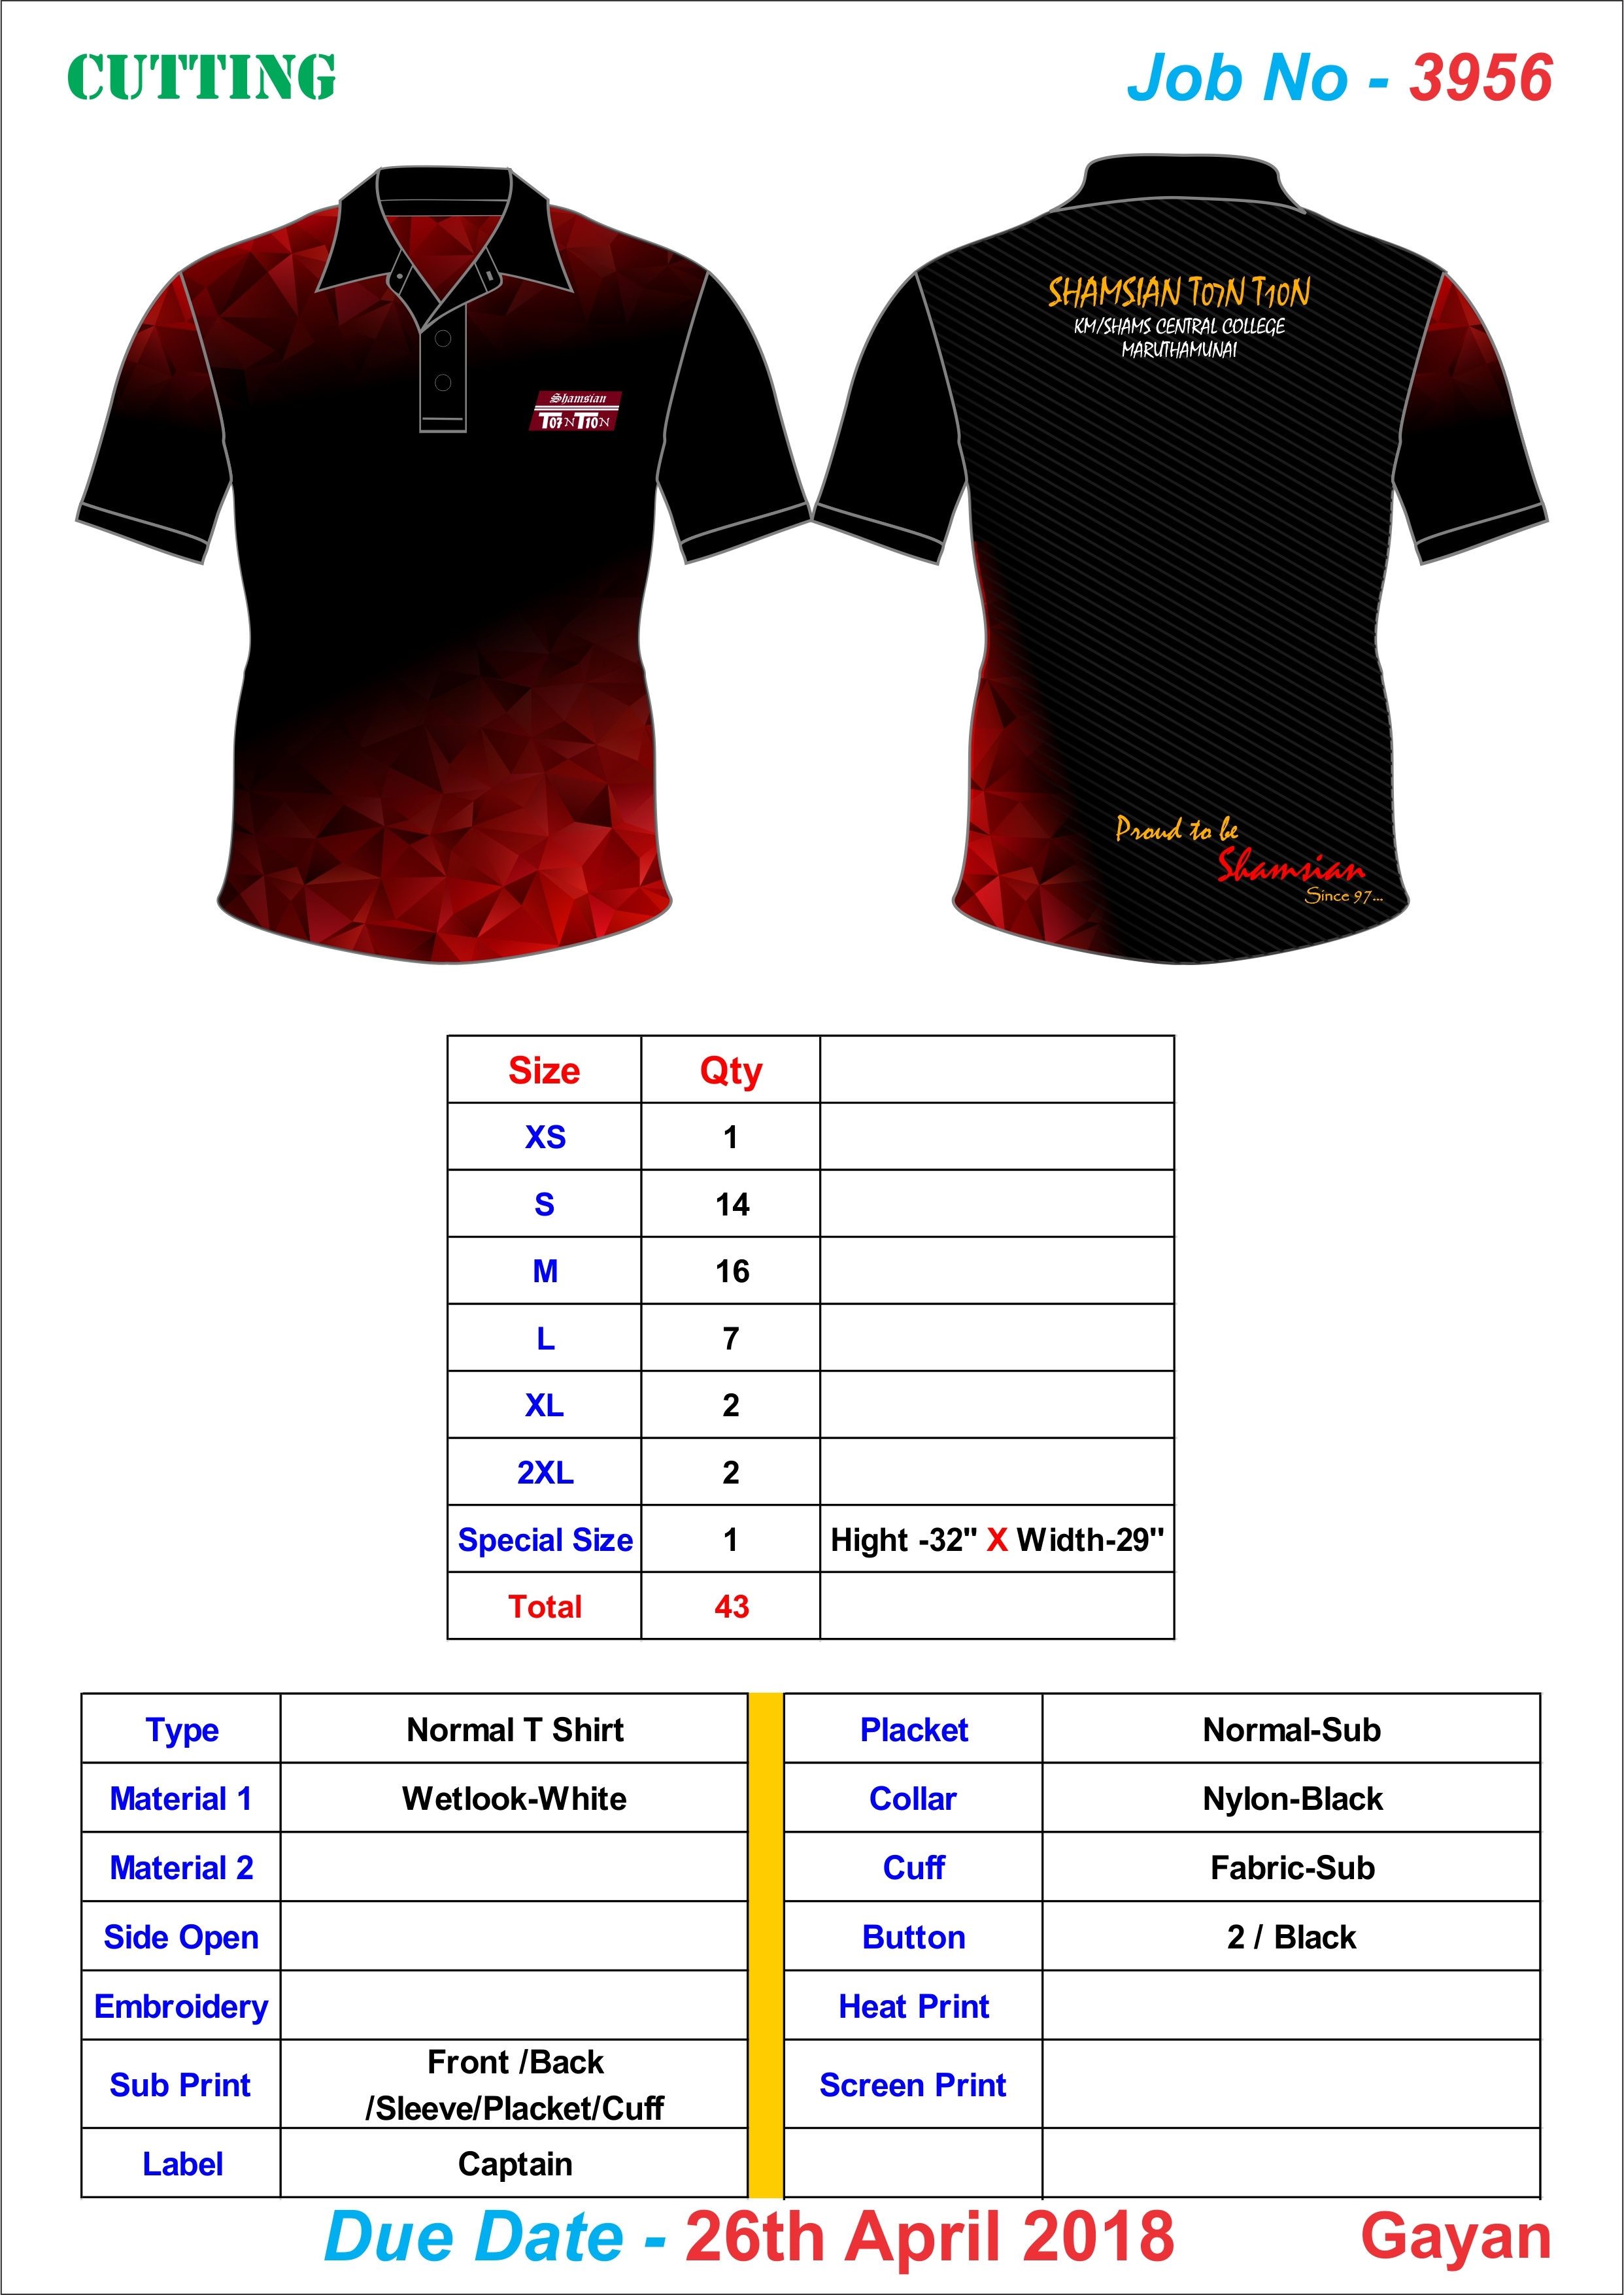 CUTTING
Job No - 3956
Shamsian
T07N T10N
SHAMSIAN T07N T10N
KM/SHAMS CENTRAL COLLEGE
MARUTHAMUNAI
Proud to be
Shamsian
Since 97...
Size Qty
XS 1
S 14
M 16
L 7
XL 2
2XL 2
Special Size 1 Hight -32" X Width-29"
Total 43
Type Normal T Shirt Placket Normal-Sub
Material 1 Wetlook-White Collar Nylon-Black
Material 2 Cuff Fabric-Sub
Side Open Button 2 / Black
Embroidery Heat Print
Sub Print Front /Back
/Sleeve/Placket/Cuff Screen Print
Label Captain
Due Date - 26th April 2018 Gayan